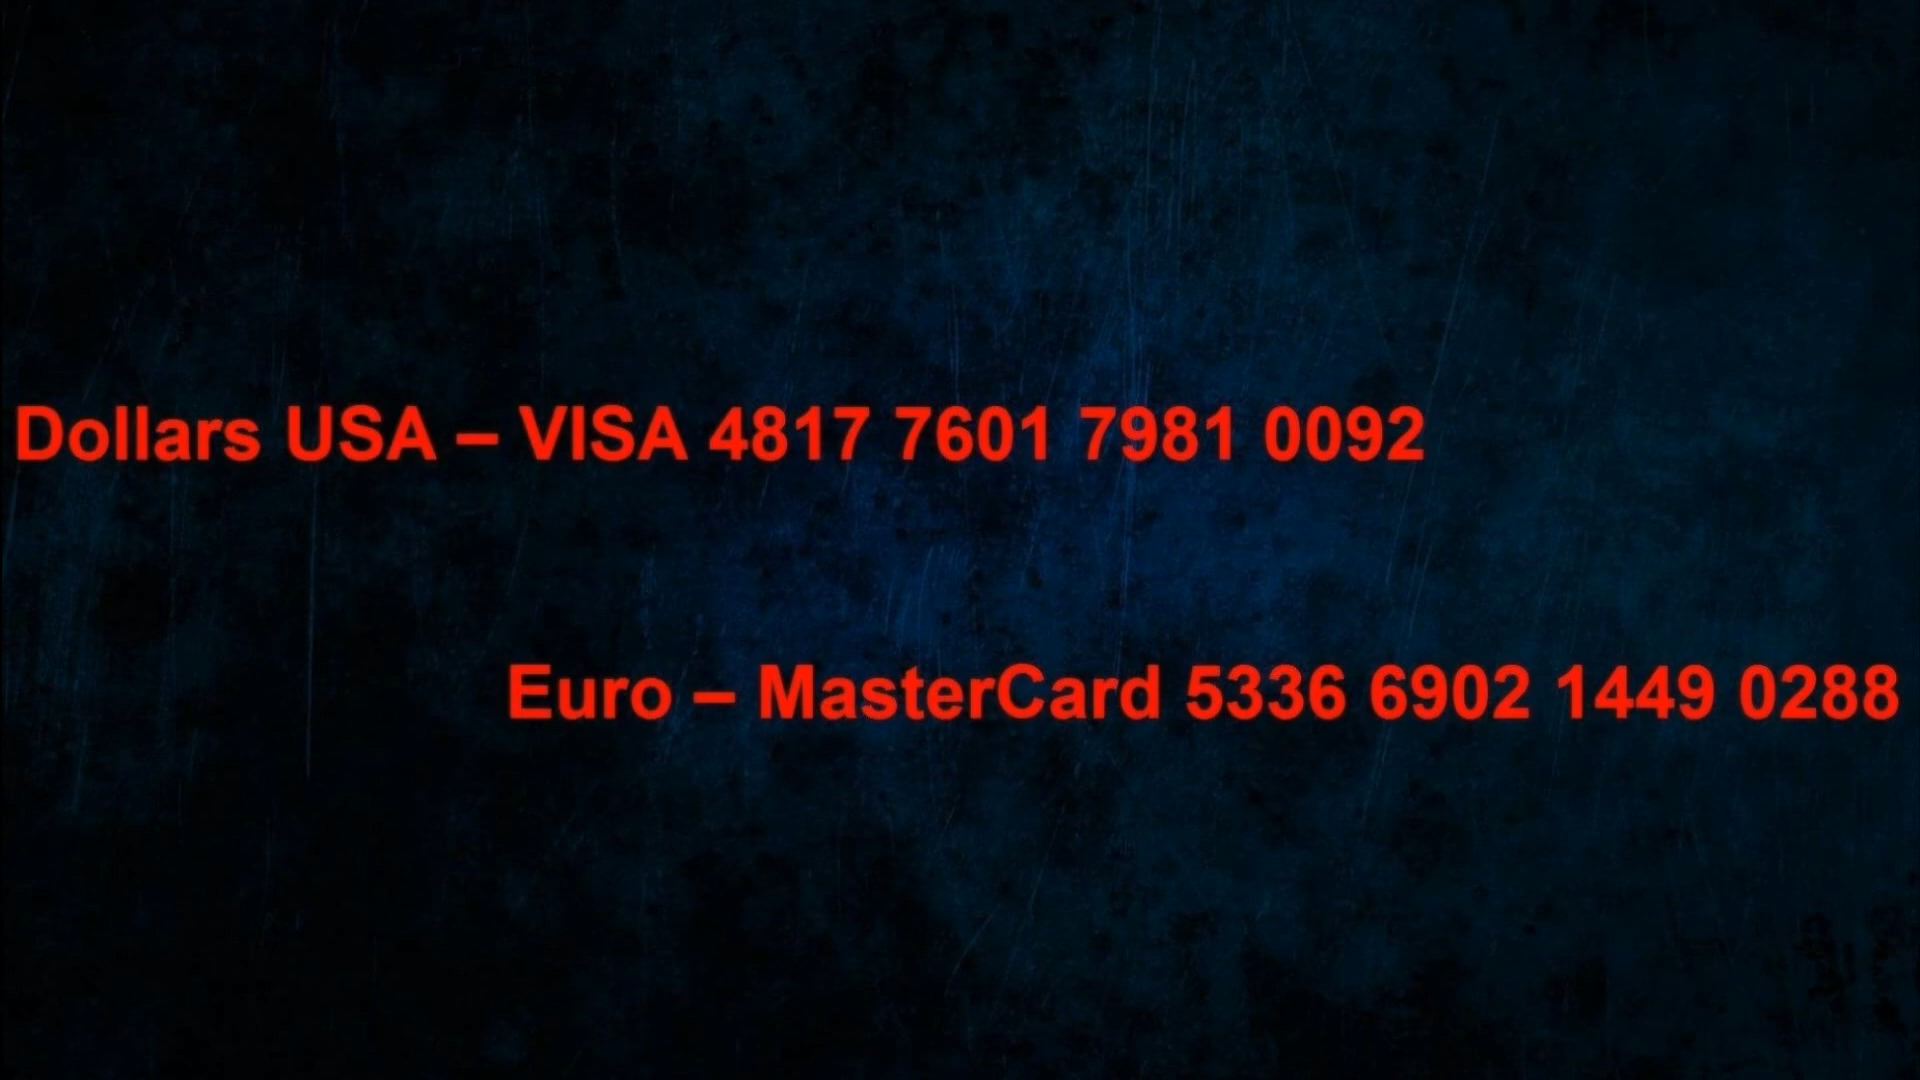 Dollars USA – VISA 4817 7601 7981 0092
Euro – MasterCard 5336 6902 1449 0288